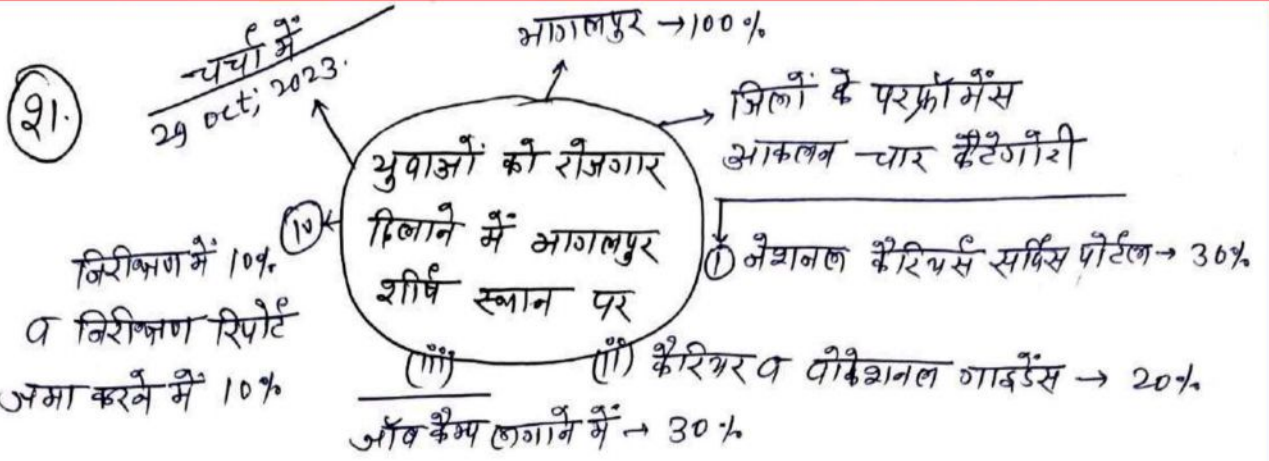 21.
चर्चा में
29 oct; 2023.
भागलपुर → 100%
जिलों के परफ्रॉमेंस
आकलन चार कैटेगोरी
युवाओं को रोजगार
दिलाने में भागलपुर
शीर्ष स्थान पर
(i) नेशनल कैरियर्स सर्विस पोर्टल → 30%
(ii) कैरियर व वोकेशनल गाइडेंस → 20%
(iii)
जॉब कैम्प लगाने में → 30%
(iv)
निरीक्षण में 10%
व निरीक्षण रिपोर्ट
जमा करने में 10%